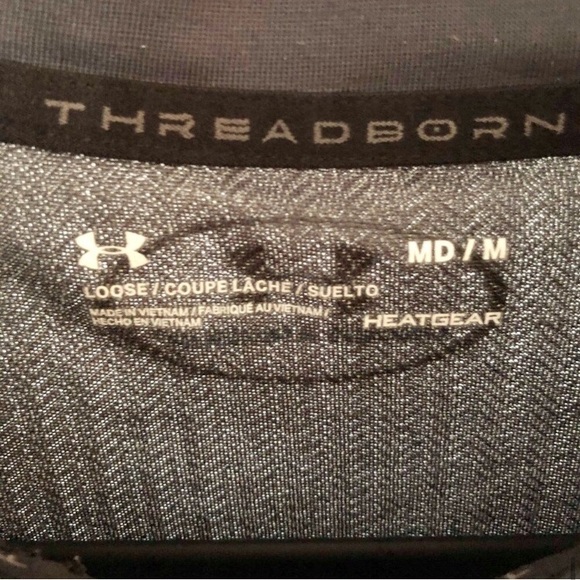 THREADBORN
MD / M
LOOSE / COUPE LÂCHE / SUELTO
MADE IN VIETNAM / FABRIQUÉ AU VIETNAM /
HECHO EN VIETNAM
HEATGEAR